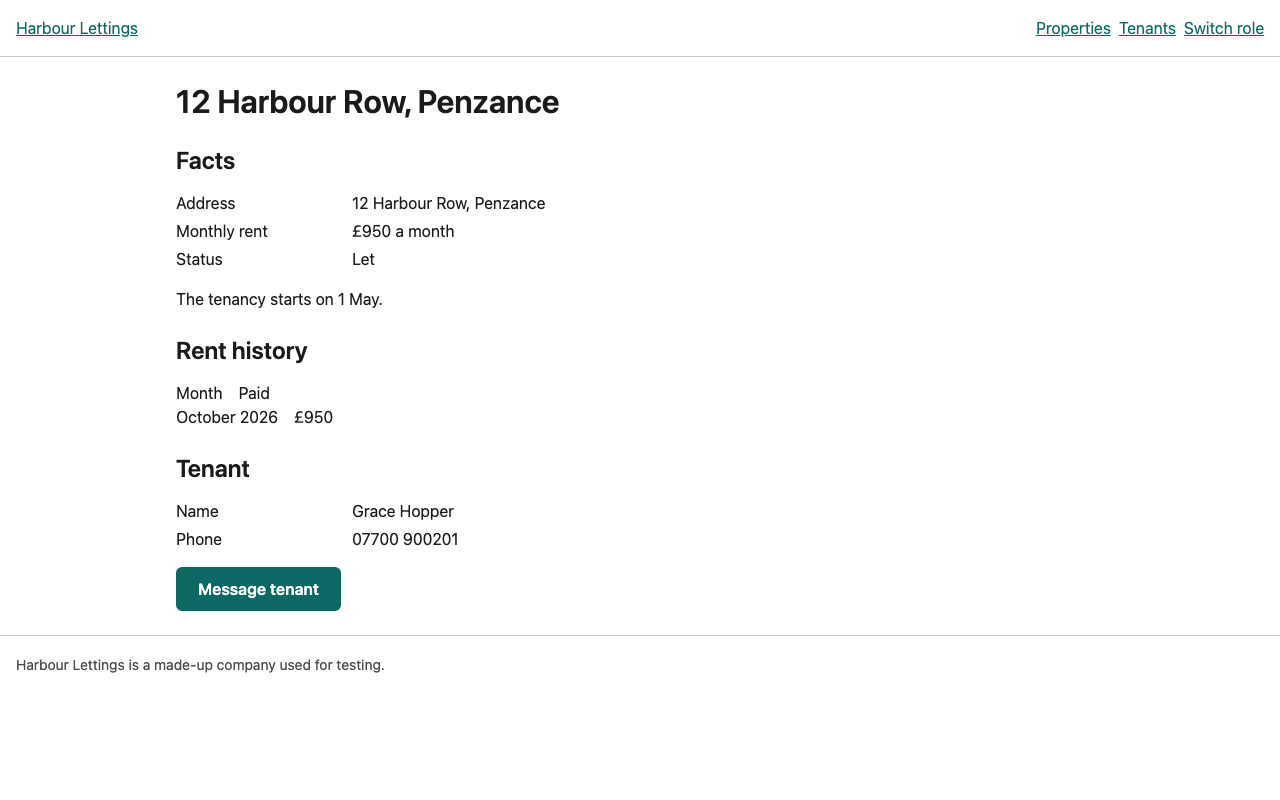 Harbour Lettings
Properties Tenants Switch role
12 Harbour Row, Penzance
Facts
Address 12 Harbour Row, Penzance
Monthly rent £950 a month
Status Let
The tenancy starts on 1 May.
Rent history
Month Paid
October 2026 £950
Tenant
Name Grace Hopper
Phone 07700 900201
Message tenant
Harbour Lettings is a made-up company used for testing.